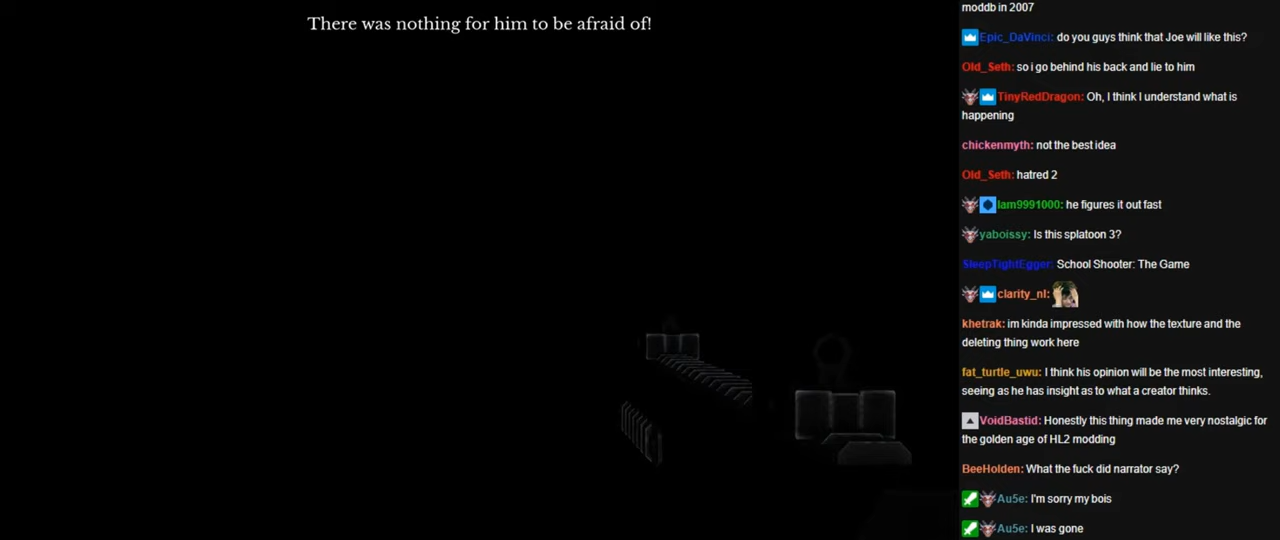 There was nothing for him to be afraid of!
moddb in 2007
Epic_DaVinci: do you guys think that Joe will like this?
Old_Seth: so i go behind his back and lie to him
TinyRedDragon: Oh, I think I understand what is
happening
chickenmyth: not the best idea
Old_Seth: hatred 2
lam9991000: he figures it out fast
yaboissy: Is this splatoon 3?
SleepTightEgger: School Shooter: The Game
clarity_nl:
khetrak: im kinda impressed with how the texture and the
deleting thing work here
fat_turtle_uwu: I think his opinion will be the most interesting,
seeing as he has insight as to what a creator thinks.
VoidBastid: Honestly this thing made me very nostalgic for
the golden age of HL2 modding
BeeHolden: What the fuck did narrator say?
Au5e: I'm sorry my bois
Au5e: I was gone